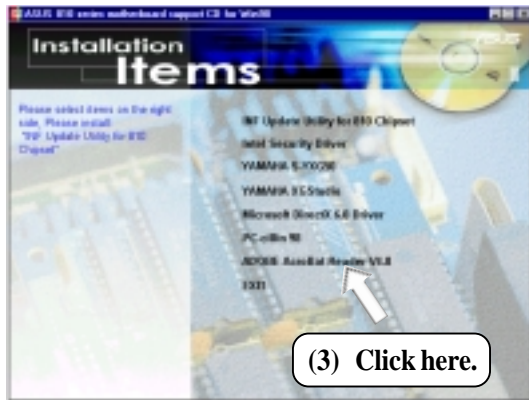 ASUS 810 series motherboard support CD for Win98
Installation
Items
ASUS
Please select items on the right
side, Please install:
"INF Update Utility for 810
Chipset"
INF Update Utility for 810 Chipset
Intel Security Driver
YAMAHA
YAMAHA XGStudio
Microsoft DirectX 6.0 Driver
PC-cillin 98
ADOBE Acrobat Reader V3.0
EXIT
(3) Click here.